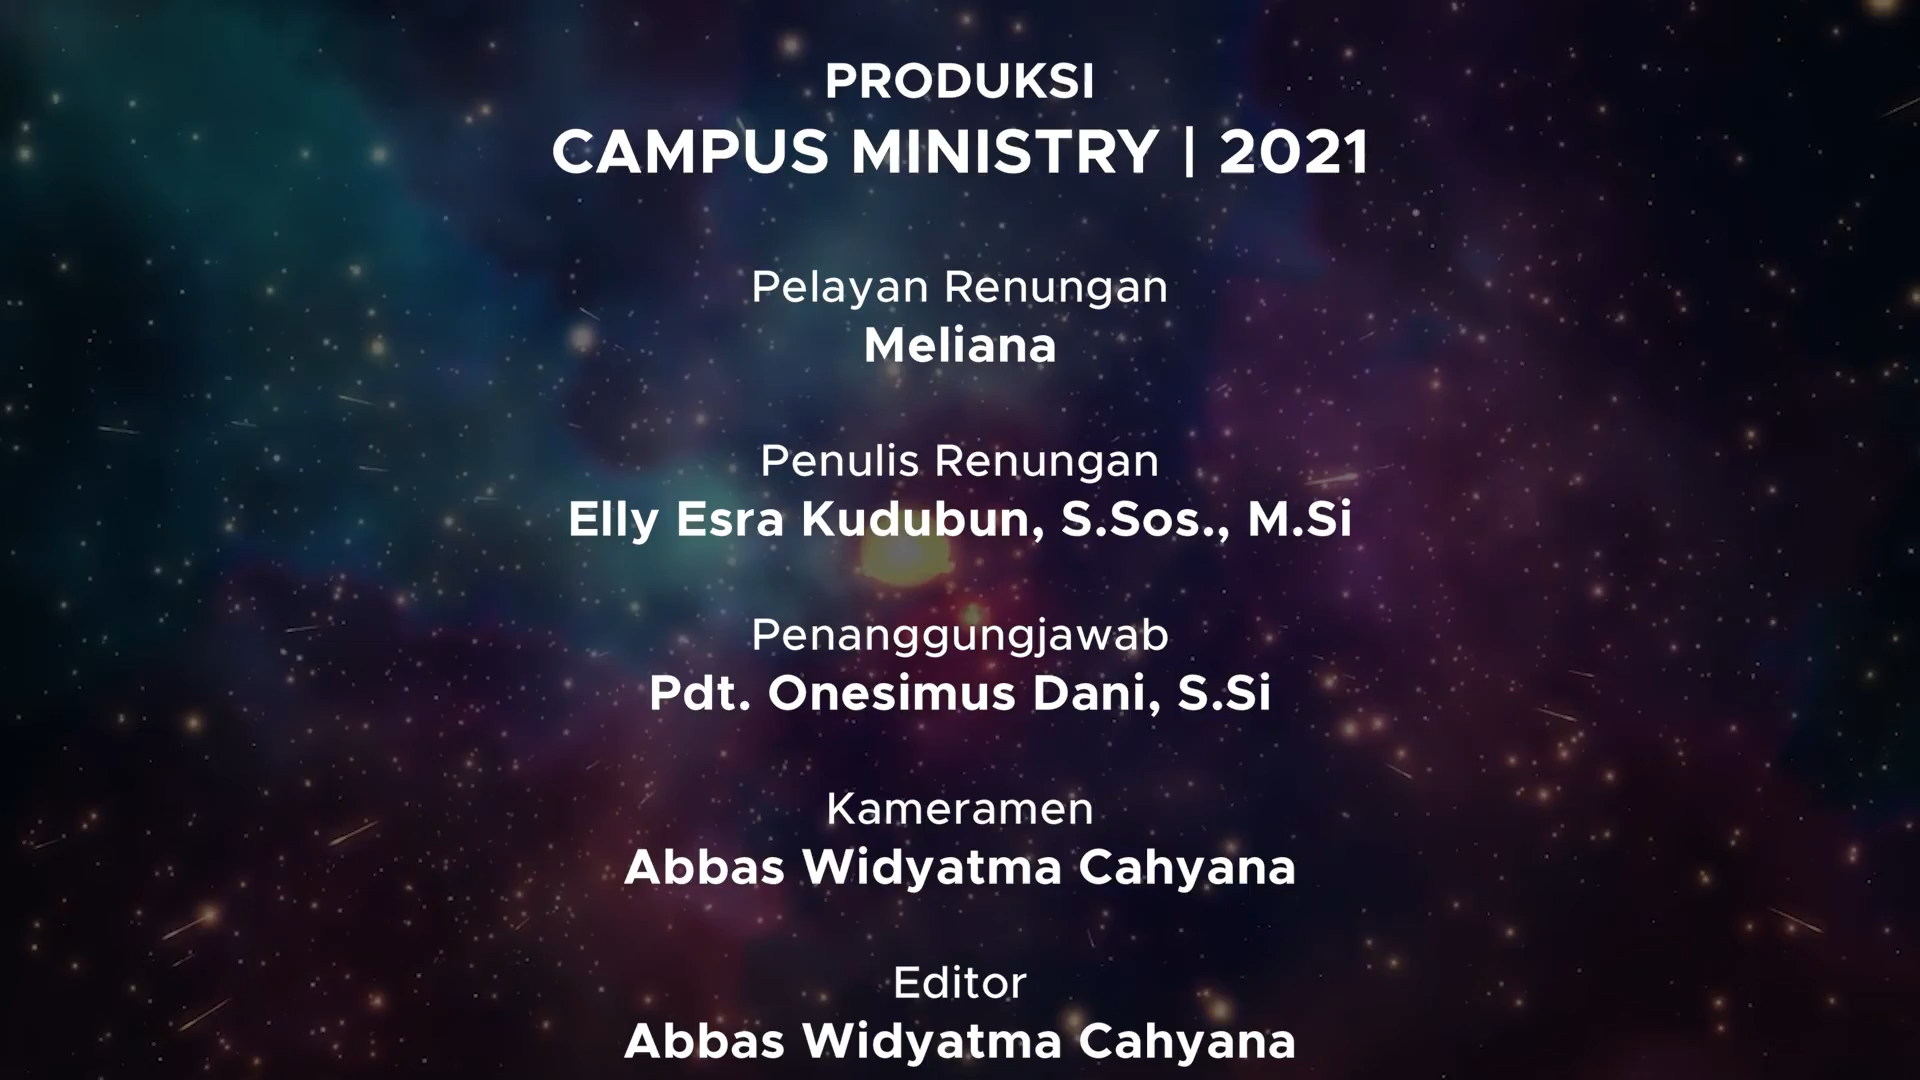 PRODUKSI
CAMPUS MINISTRY | 2021
Pelayan Renungan
Meliana
Penulis Renungan
Elly Esra Kudubun, S.Sos., M.Si
Penanggungjawab
Pdt. Onesimus Dani, S.Si
Kameramen
Abbas Widyatma Cahyana
Editor
Abbas Widyatma Cahyana